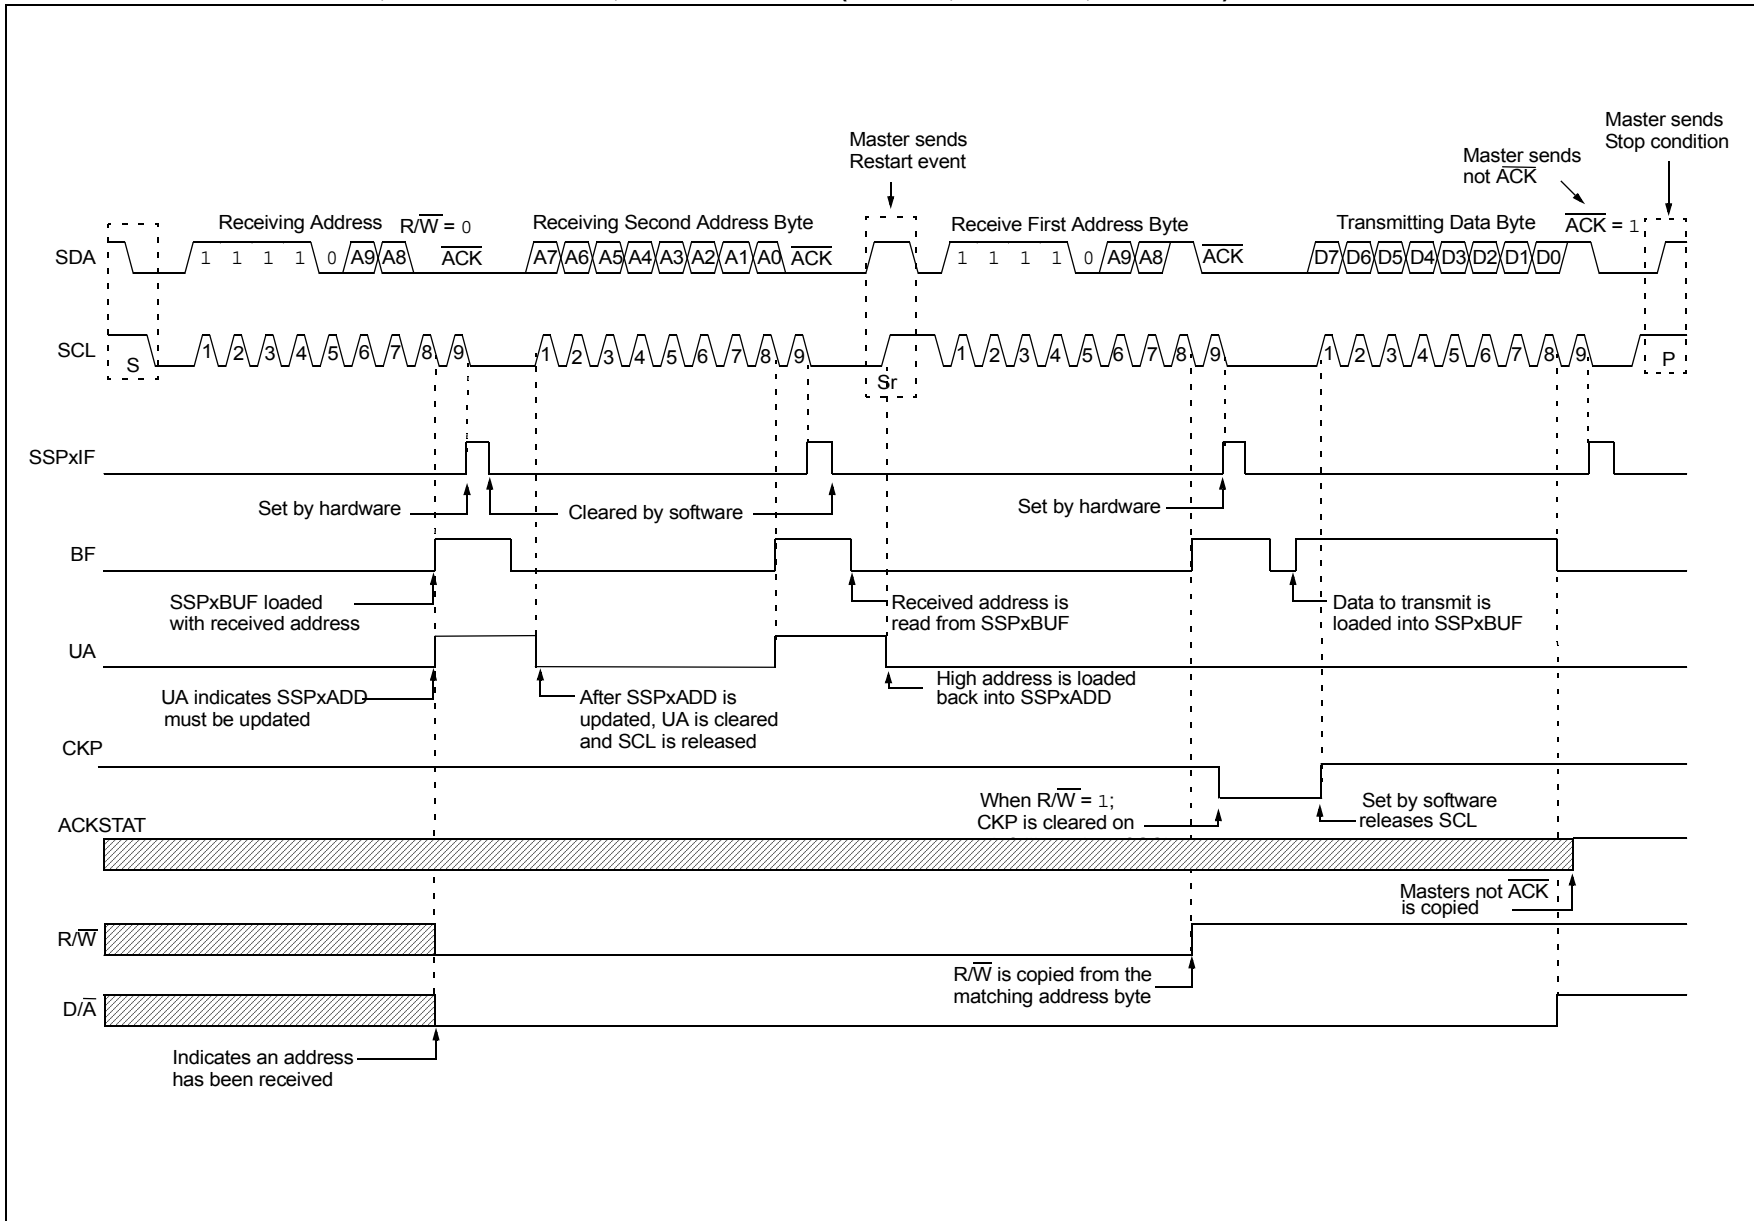 Master sends
Stop condition
Master sends
Restart event
Master sends
not ACK
Receiving Address R/W = 0
Receiving Second Address Byte
Receive First Address Byte
Transmitting Data Byte
ACK = 1
SDA 1 1 1 1 0 A9 A8 ACK A7 A6 A5 A4 A3 A2 A1 A0 ACK 1 1 1 1 0 A9 A8 ACK D7 D6 D5 D4 D3 D2 D1 D0
SCL S 1 2 3 4 5 6 7 8 9 1 2 3 4 5 6 7 8 9 Sr 1 2 3 4 5 6 7 8 9 1 2 3 4 5 6 7 8 9 P
SSPxIF
Set by hardware
Cleared by software
Set by hardware
BF
SSPxBUF loaded
with received address
Received address is
read from SSPxBUF
Data to transmit is
loaded into SSPxBUF
UA
UA indicates SSPxADD
must be updated
After SSPxADD is
updated, UA is cleared
and SCL is released
High address is loaded
back into SSPxADD
CKP
When R/W = 1;
CKP is cleared on
Set by software
releases SCL
ACKSTAT
Masters not ACK
is copied
R/W
R/W is copied from the
matching address byte
D/A
Indicates an address
has been received